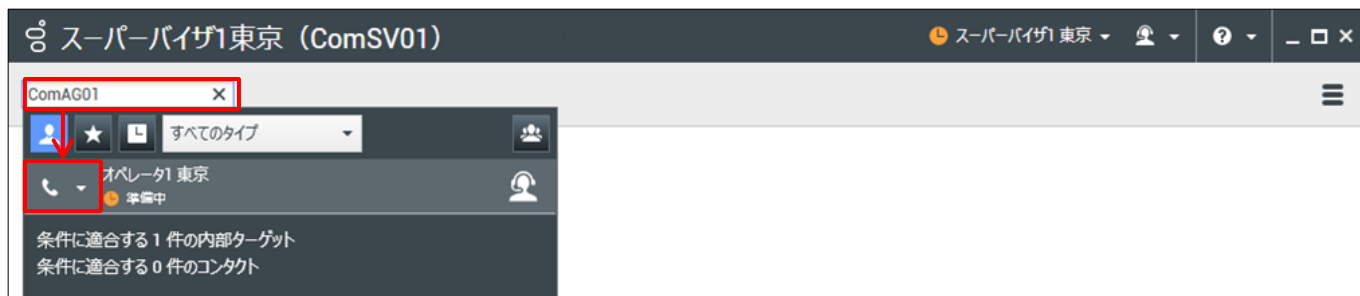 スーパーバイザ1東京（ComSV01）
スーパーバイザ1 東京
ComAG01
すべてのタイプ
オペレータ1 東京
準備中
条件に適合する 1 件の内部ターゲット
条件に適合する 0 件のコンタクト